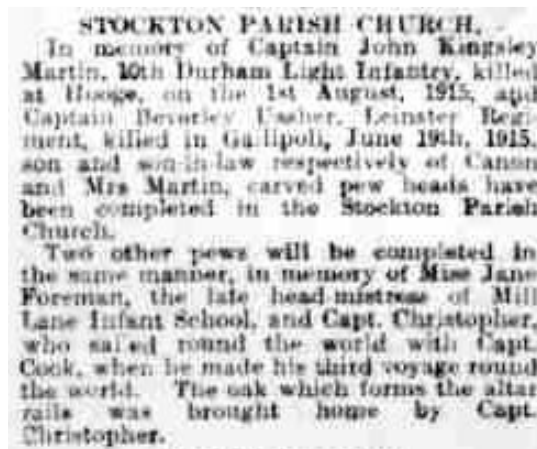 STOCKTON PARISH CHURCH.
In memory of Captain John Kingsley
Martin, 10th Durham Light Infantry, killed
at Hooge, on the 1st August, 1915, and
Captain Beverley Ussher, Leinster Regi-
ment, killed in Gallipoli, June 19th, 1915,
son and son-in-law respectively of Canon
and Mrs Martin, carved pew heads have
been completed in the Stockton Parish
Church.
Two other pews will be completed in
the same manner, in memory of Miss Jane
Foreman, the late head-mistress of Mill
Lane Infant School, and Capt. Christopher,
who sailed round the world with Capt.
Cook, when he made his third voyage round
the world. The oak which forms the altar
rails was brought home by Capt.
Christopher.